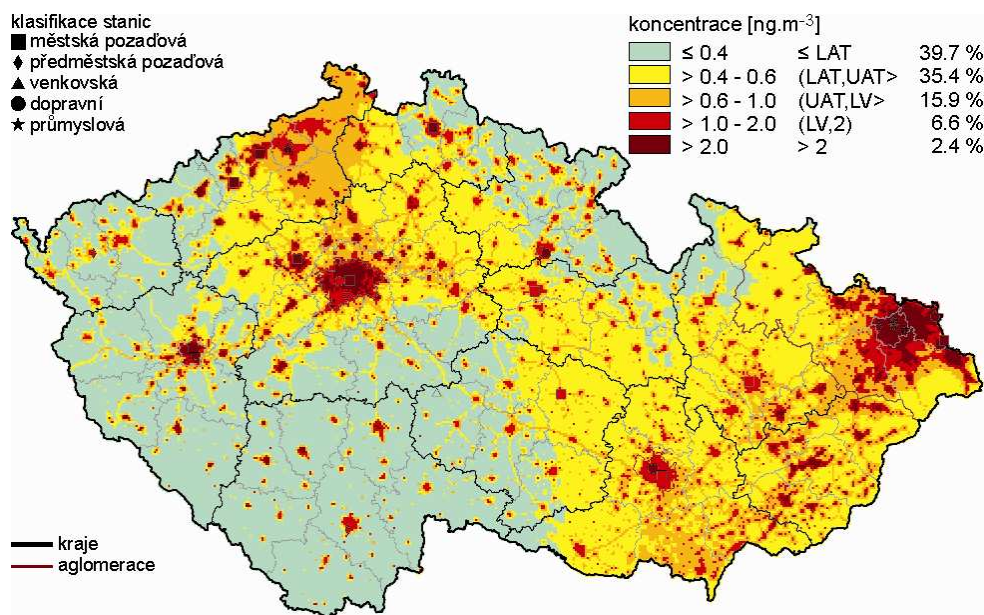 klasifikace stanic
městská pozaďová
předměstská pozaďová
venkovská
dopravní
průmyslová
koncentrace [ng.m⁻³]
≤ 0.4 ≤ LAT 39.7 %
> 0.4 - 0.6 (LAT,UAT> 35.4 %
> 0.6 - 1.0 (UAT,LV> 15.9 %
> 1.0 - 2.0 (LV,2) 6.6 %
> 2.0 > 2 2.4 %
kraje
aglomerace